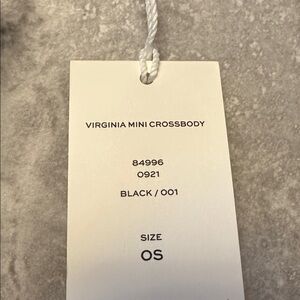 VIRGINIA MINI CROSSBODY
84996
0921
BLACK / 001
SIZE
OS